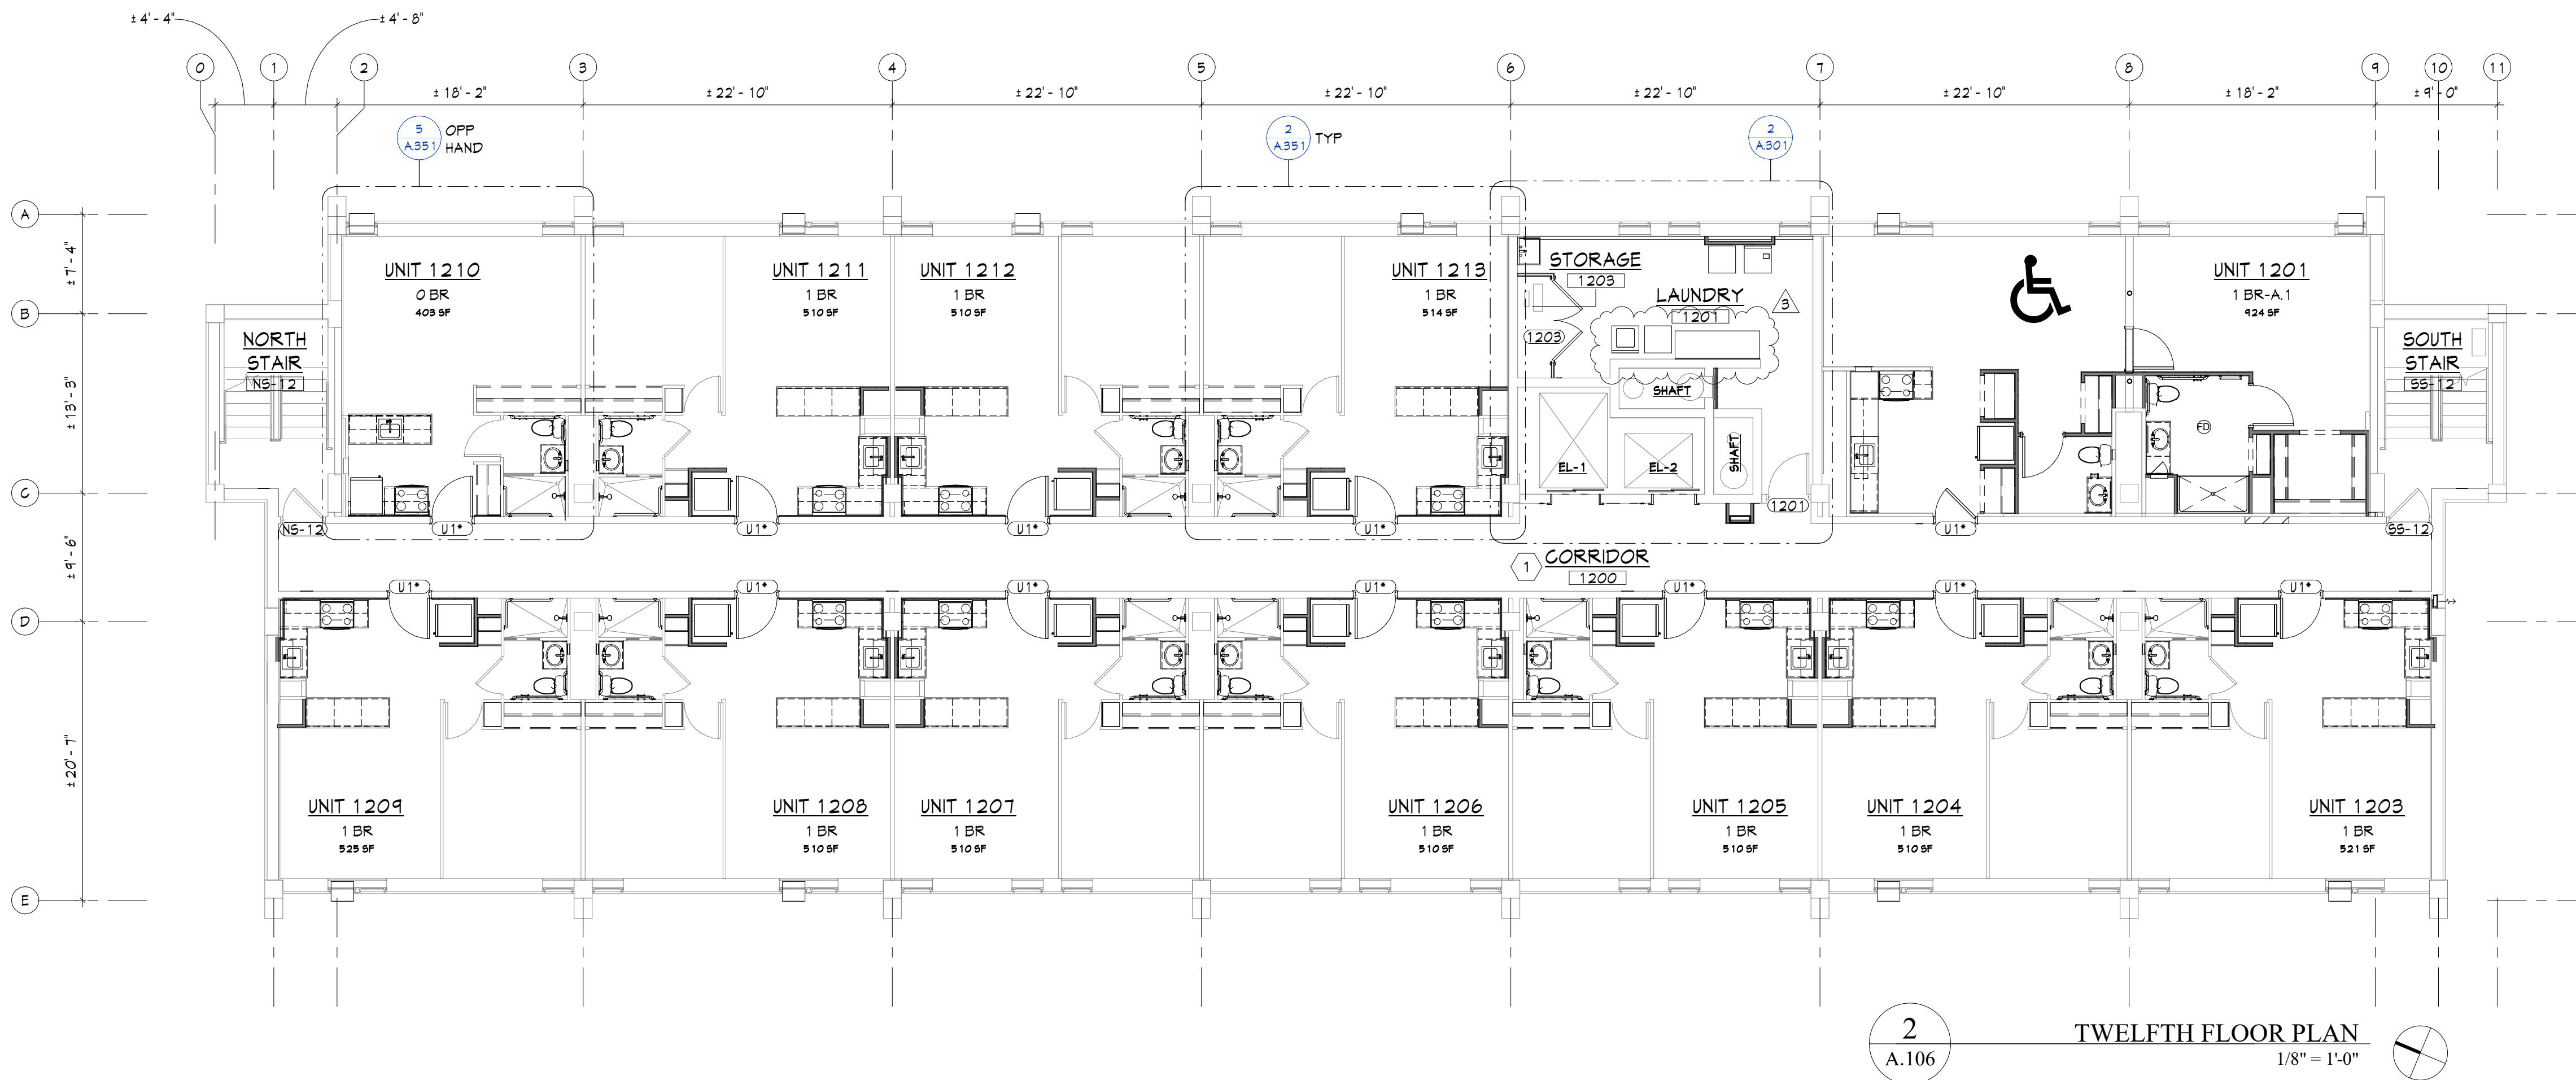 ± 4' - 4"
± 4' - 8"
0
1
2
3
4
5
6
7
8
9
10
11
± 18' - 2"
± 22' - 10"
± 22' - 10"
± 22' - 10"
± 22' - 10"
± 22' - 10"
± 18' - 2"
± 9' - 0"
5
A.351
OPP
HAND
2
A.351
TYP
2
A.301
A
B
C
D
E
± 7' - 4"
± 13' - 3"
± 9' - 6"
± 20' - 7"
NORTH
STAIR
NS-12
UNIT 1210
0 BR
403 SF
UNIT 1211
1 BR
510 SF
UNIT 1212
1 BR
510 SF
UNIT 1213
1 BR
514 SF
STORAGE
1203
LAUNDRY
1201
3
1203
SHAFT
SHAFT
EL-1
EL-2
1201
UNIT 1201
1 BR-A.1
924 SF
FD
SOUTH
STAIR
SS-12
NS-12
U1*
U1*
U1*
U1*
U1*
SS-12
1
CORRIDOR
1200
U1*
U1*
U1*
U1*
U1*
U1*
U1*
UNIT 1209
1 BR
525 SF
UNIT 1208
1 BR
510 SF
UNIT 1207
1 BR
510 SF
UNIT 1206
1 BR
510 SF
UNIT 1205
1 BR
510 SF
UNIT 1204
1 BR
510 SF
UNIT 1203
1 BR
521 SF
2
A.106
TWELFTH FLOOR PLAN
1/8" = 1'-0"